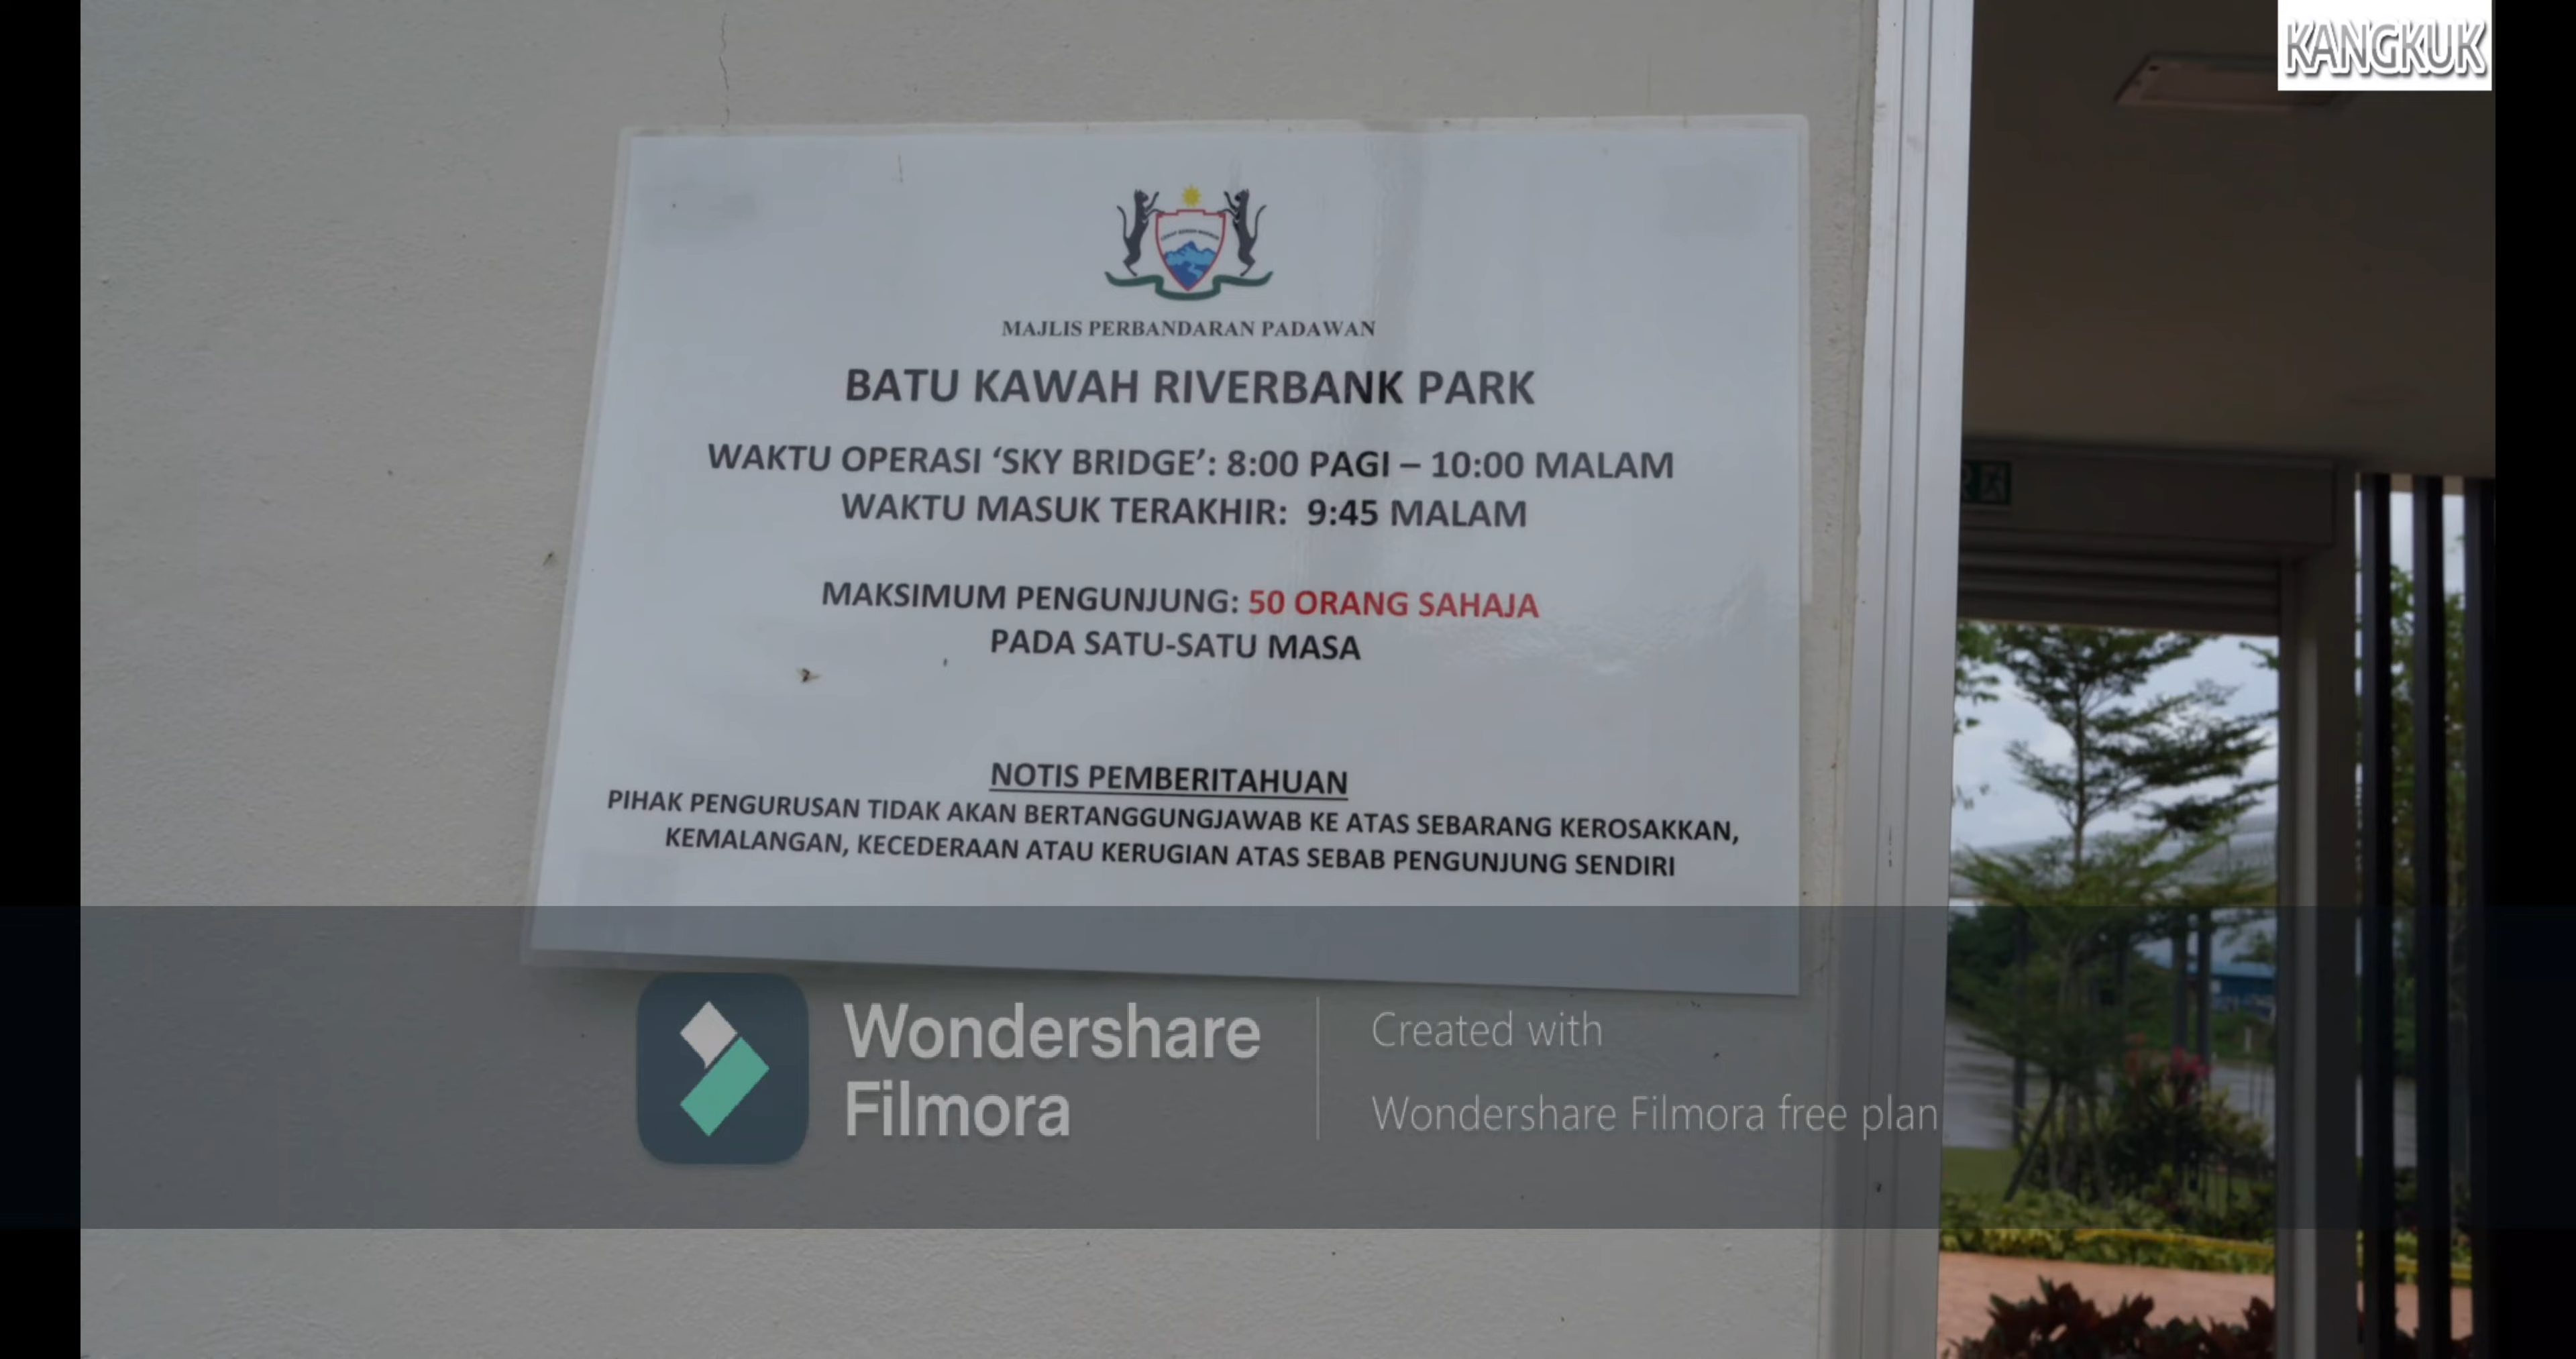 KANGKUK
MAJLIS PERBANDARAN PADAWAN
BATU KAWAH RIVERBANK PARK
WAKTU OPERASI ‘SKY BRIDGE’: 8:00 PAGI – 10:00 MALAM
WAKTU MASUK TERAKHIR: 9:45 MALAM
MAKSIMUM PENGUNJUNG: 50 ORANG SAHAJA
PADA SATU-SATU MASA
NOTIS PEMBERITAHUAN
PIHAK PENGURUSAN TIDAK AKAN BERTANGGUNGJAWAB KE ATAS SEBARANG KEROSAKKAN,
KEMALANGAN, KECEDERAAN ATAU KERUGIAN ATAS SEBAB PENGUNJUNG SENDIRI
Wondershare
Filmora
Created with
Wondershare Filmora free plan